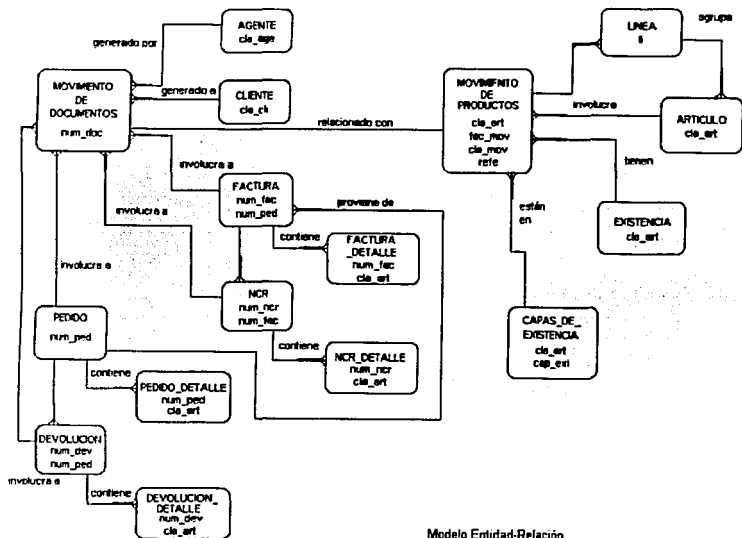 AGENTE
cla_age
generado por
LINEA
li
agrupa
MOVIMIENTO
DE
DOCUMENTOS
num_doc
generado a
CLIENTE
cla_cli
MOVIMIENTO
DE
PRODUCTOS
cla_art
fec_mov
cla_mov
refe
involucra
ARTICULO
cla_art
relacionado con
tienen
involucra a
FACTURA
num_fac
num_ped
proviene de
involucra a
contiene
FACTURA
_DETALLE
num_fac
cla_art
están
en
EXISTENCIA
cla_art
involucra a
NCR
num_ncr
num_fac
PEDIDO
num_ped
contiene
NCR_DETALLE
num_ncr
cla_art
CAPAS_DE_
EXISTENCIA
cla_art
cap_exi
contiene
PEDIDO_DETALLE
num_ped
cla_art
DEVOLUCION
num_dev
num_ped
involucra a
contiene
DEVOLUCION_
DETALLE
num_dev
cla_art
Modelo Entidad-Relación